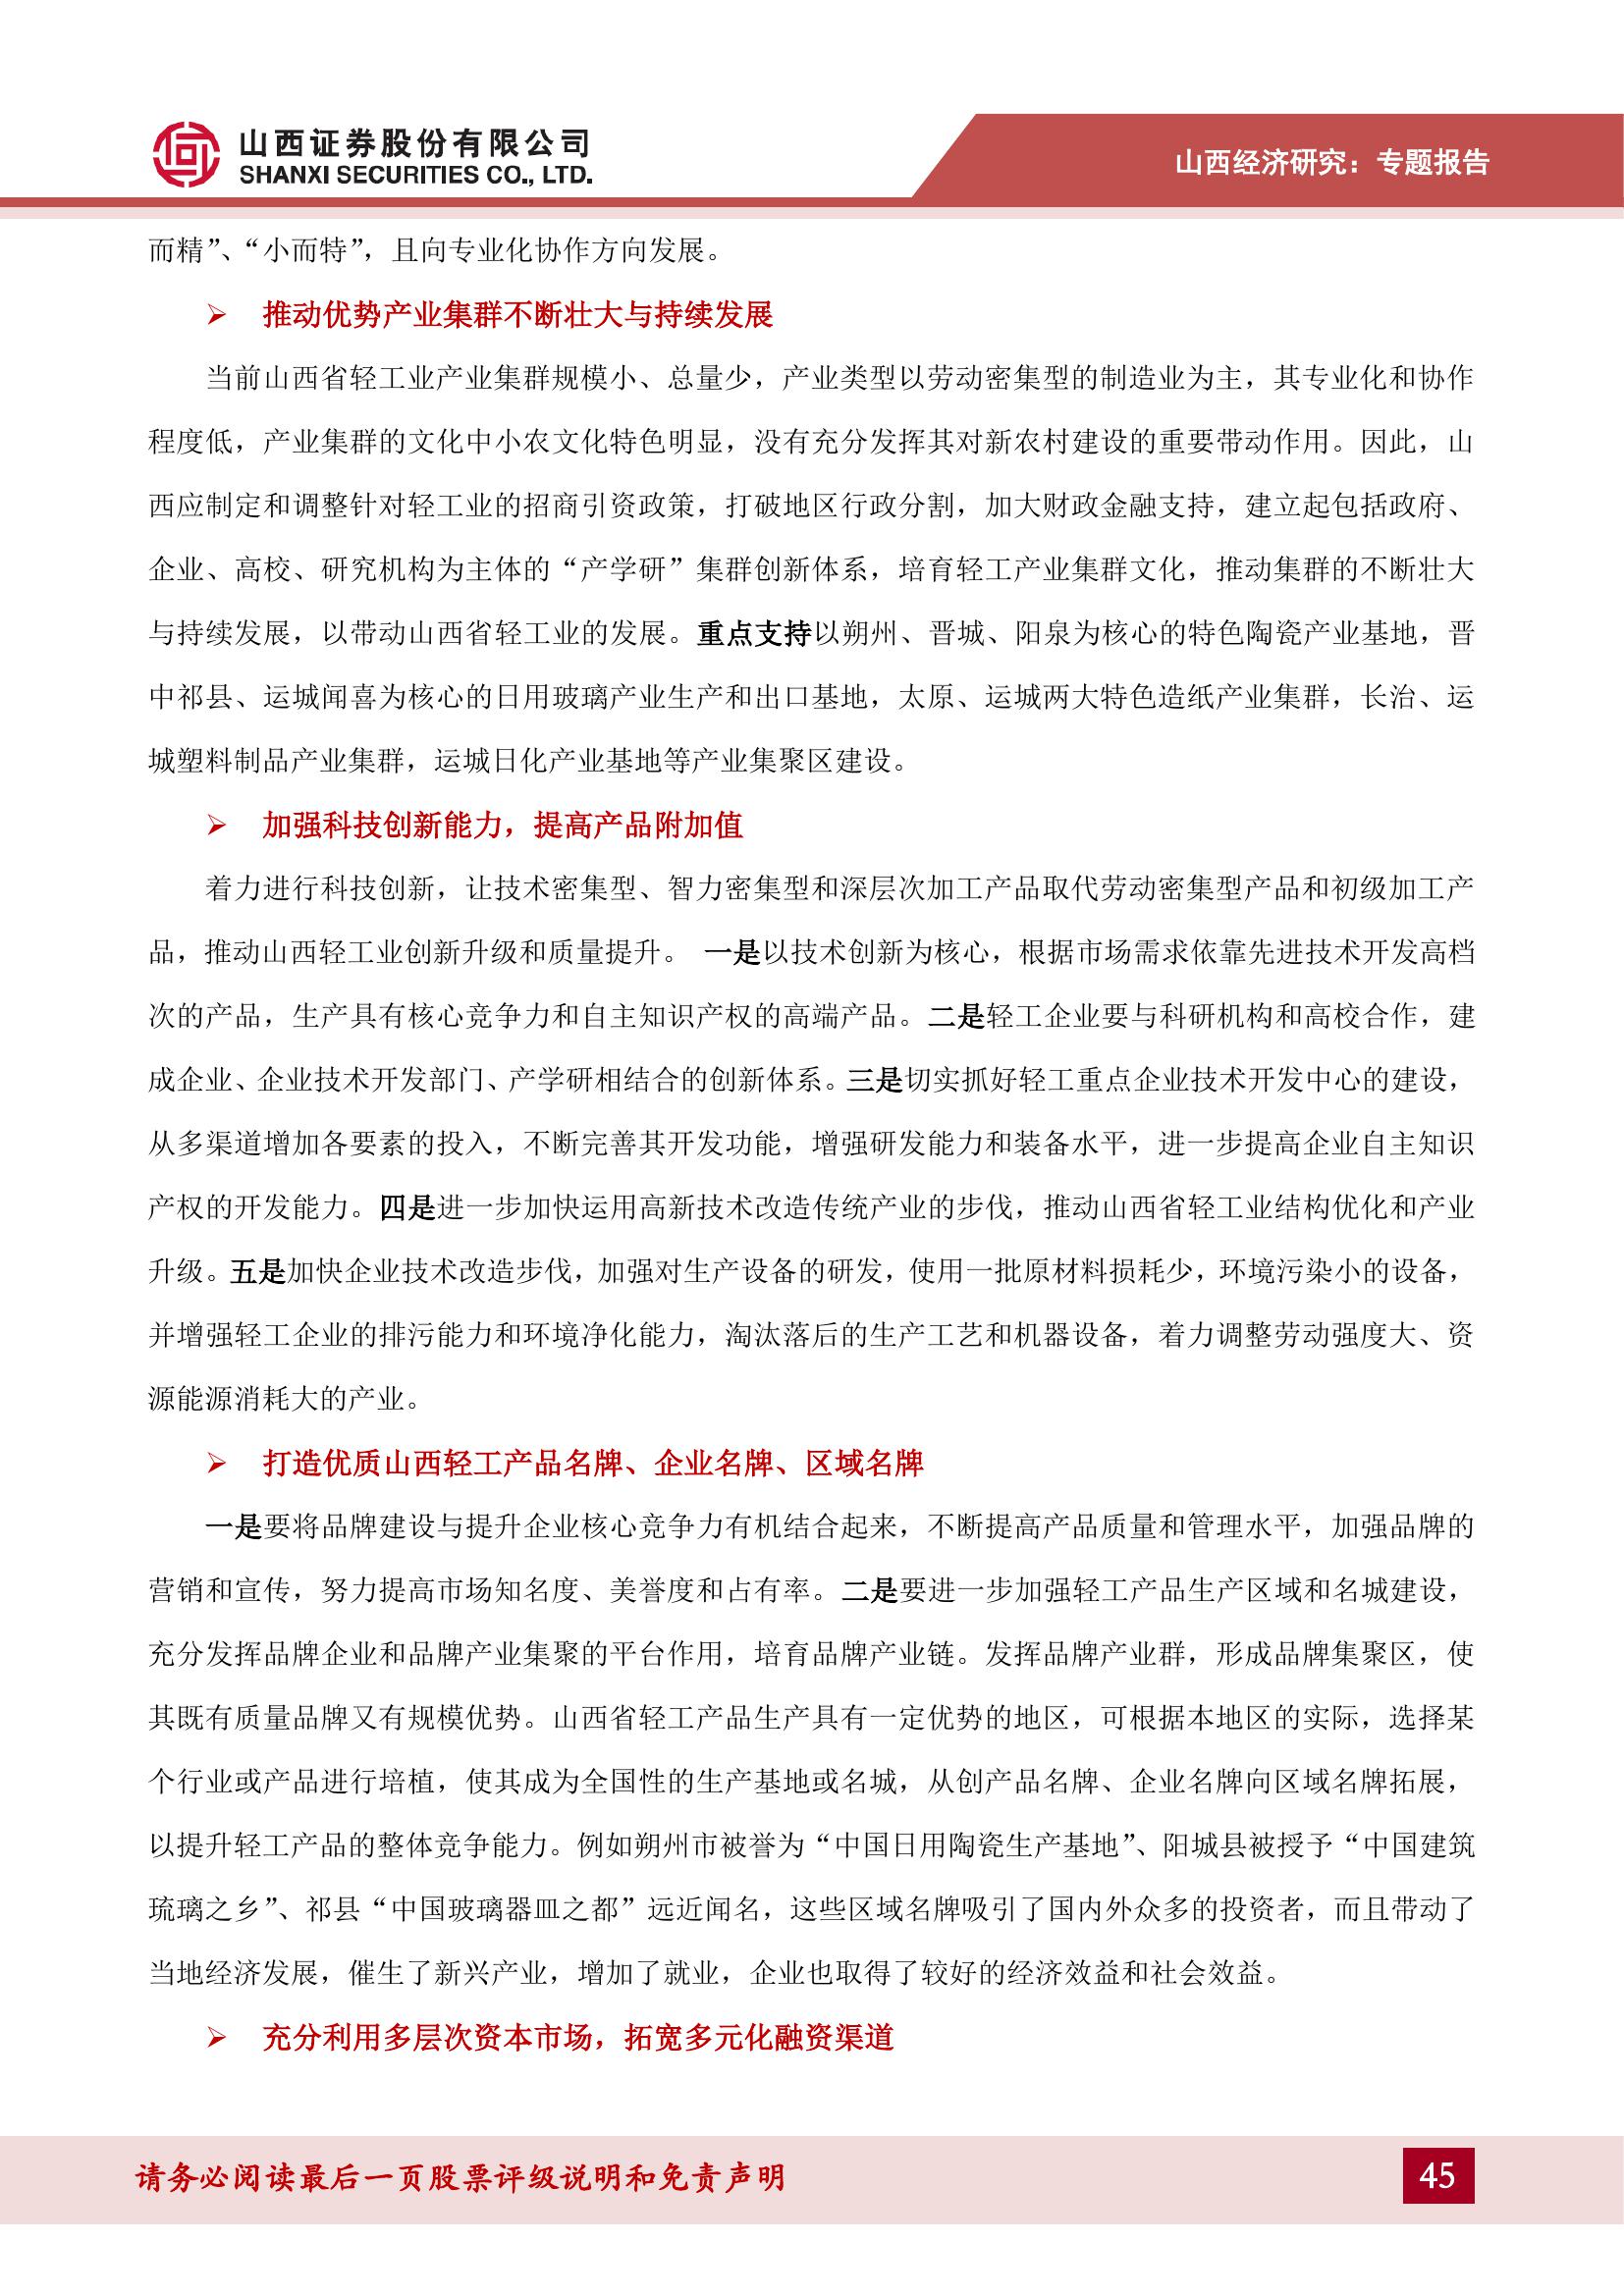 山西证券股份有限公司
SHANXI SECURITIES CO., LTD.
山西经济研究：专题报告
而精”、“小而特”，且向专业化协作方向发展。
➢ 推动优势产业集群不断壮大与持续发展
当前山西省轻工业产业集群规模小、总量少，产业类型以劳动密集型的制造业为主，其专业化和协作
程度低，产业集群的文化中小农文化特色明显，没有充分发挥其对新农村建设的重要带动作用。因此，山
西应制定和调整针对轻工业的招商引资政策，打破地区行政分割，加大财政金融支持，建立起包括政府、
企业、高校、研究机构为主体的“产学研”集群创新体系，培育轻工产业集群文化，推动集群的不断壮大
与持续发展，以带动山西省轻工业的发展。重点支持以朔州、晋城、阳泉为核心的特色陶瓷产业基地，晋
中祁县、运城闻喜为核心的日用玻璃产业生产和出口基地，太原、运城两大特色造纸产业集群，长治、运
城塑料制品产业集群，运城日化产业基地等产业集聚区建设。
➢ 加强科技创新能力，提高产品附加值
着力进行科技创新，让技术密集型、智力密集型和深层次加工产品取代劳动密集型产品和初级加工产
品，推动山西轻工业创新升级和质量提升。 一是以技术创新为核心，根据市场需求依靠先进技术开发高档
次的产品，生产具有核心竞争力和自主知识产权的高端产品。二是轻工企业要与科研机构和高校合作，建
成企业、企业技术开发部门、产学研相结合的创新体系。三是切实抓好轻工重点企业技术开发中心的建设，
从多渠道增加各要素的投入，不断完善其开发功能，增强研发能力和装备水平，进一步提高企业自主知识
产权的开发能力。四是进一步加快运用高新技术改造传统产业的步伐，推动山西省轻工业结构优化和产业
升级。五是加快企业技术改造步伐，加强对生产设备的研发，使用一批原材料损耗少，环境污染小的设备，
并增强轻工企业的排污能力和环境净化能力，淘汰落后的生产工艺和机器设备，着力调整劳动强度大、资
源能源消耗大的产业。
➢ 打造优质山西轻工产品名牌、企业名牌、区域名牌
一是要将品牌建设与提升企业核心竞争力有机结合起来，不断提高产品质量和管理水平，加强品牌的
营销和宣传，努力提高市场知名度、美誉度和占有率。二是要进一步加强轻工产品生产区域和名城建设，
充分发挥品牌企业和品牌产业集聚的平台作用，培育品牌产业链。发挥品牌产业群，形成品牌集聚区，使
其既有质量品牌又有规模优势。山西省轻工产品生产具有一定优势的地区，可根据本地区的实际，选择某
个行业或产品进行培植，使其成为全国性的生产基地或名城，从创产品名牌、企业名牌向区域名牌拓展，
以提升轻工产品的整体竞争能力。例如朔州市被誉为“中国日用陶瓷生产基地”、阳城县被授予“中国建筑
琉璃之乡”、祁县“中国玻璃器皿之都”远近闻名，这些区域名牌吸引了国内外众多的投资者，而且带动了
当地经济发展，催生了新兴产业，增加了就业，企业也取得了较好的经济效益和社会效益。
➢ 充分利用多层次资本市场，拓宽多元化融资渠道
请务必阅读最后一页股票评级说明和免责声明
45